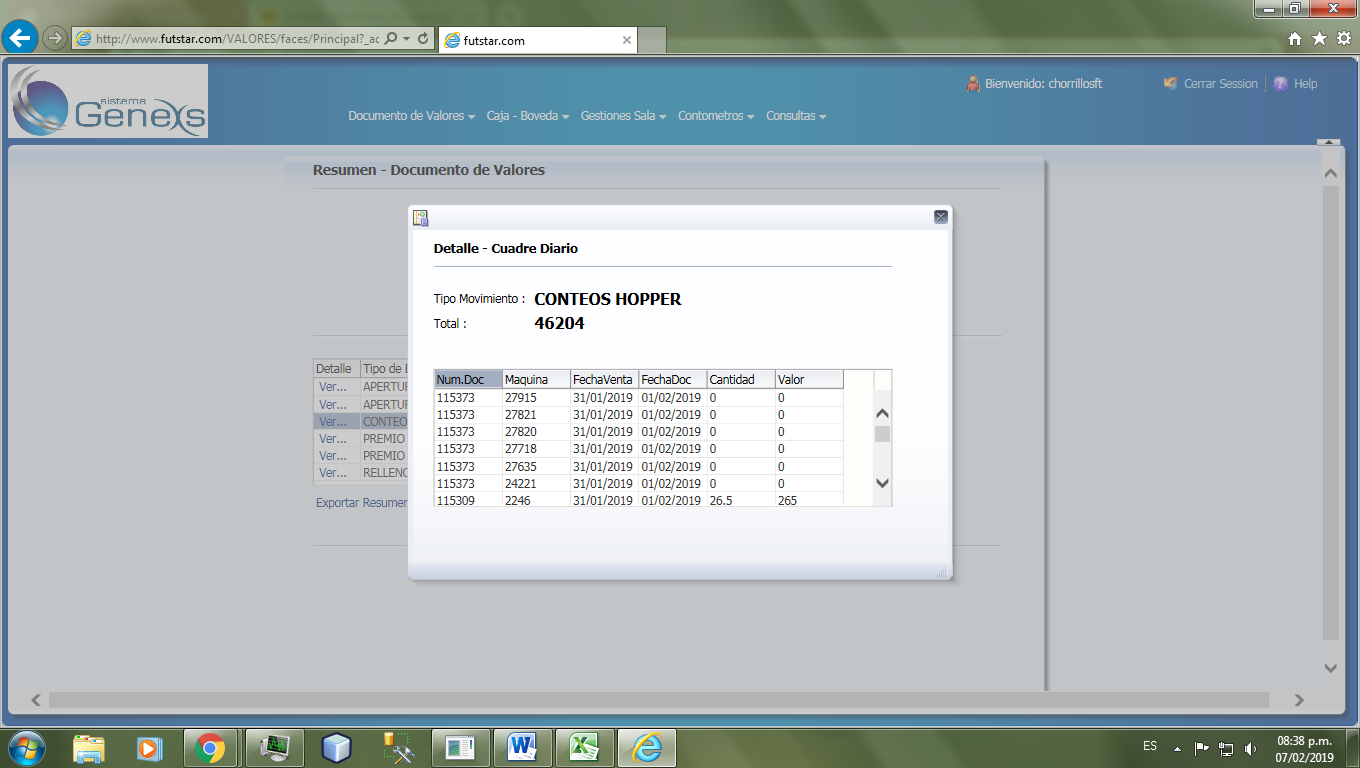 http://www.futstar.com/VALORES/faces/Principal?_ac
futstar.com
sistema
Genexs
Bienvenido: chorrillosft
Cerrar Session
Help
Documento de Valores
Caja - Boveda
Gestiones Sala
Contometros
Consultas
Resumen - Documento de Valores
Detalle - Cuadre Diario
Tipo Movimiento : CONTEOS HOPPER
Total : 46204
Detalle Tipo de D
Ver... APERTUR
Ver... APERTUR
Ver... CONTEO
Ver... PREMIO
Ver... PREMIO
Ver... RELLENO
Exportar Resumen
Num.Doc Maquina FechaVenta FechaDoc Cantidad Valor
115373 27915 31/01/2019 01/02/2019 0 0
115373 27821 31/01/2019 01/02/2019 0 0
115373 27820 31/01/2019 01/02/2019 0 0
115373 27718 31/01/2019 01/02/2019 0 0
115373 27635 31/01/2019 01/02/2019 0 0
115373 24221 31/01/2019 01/02/2019 0 0
115309 2246 31/01/2019 01/02/2019 26.5 265
ES
08:38 p.m.
07/02/2019